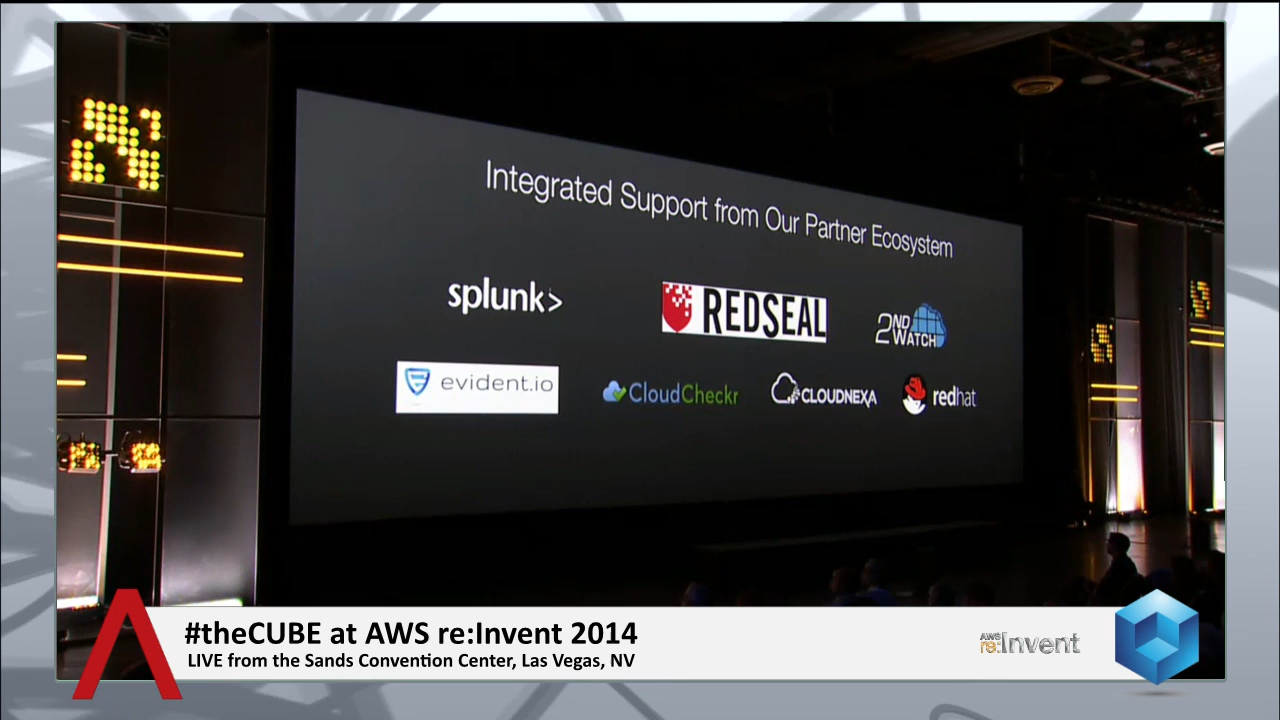 Integrated Support from Our Partner Ecosystem
splunk>
REDSEAL
2ND
WATCH
evident.io
CloudCheckr
CLOUDNEXA
redhat
#theCUBE at AWS re:Invent 2014
LIVE from the Sands Convention Center, Las Vegas, NV
AWS
re:Invent